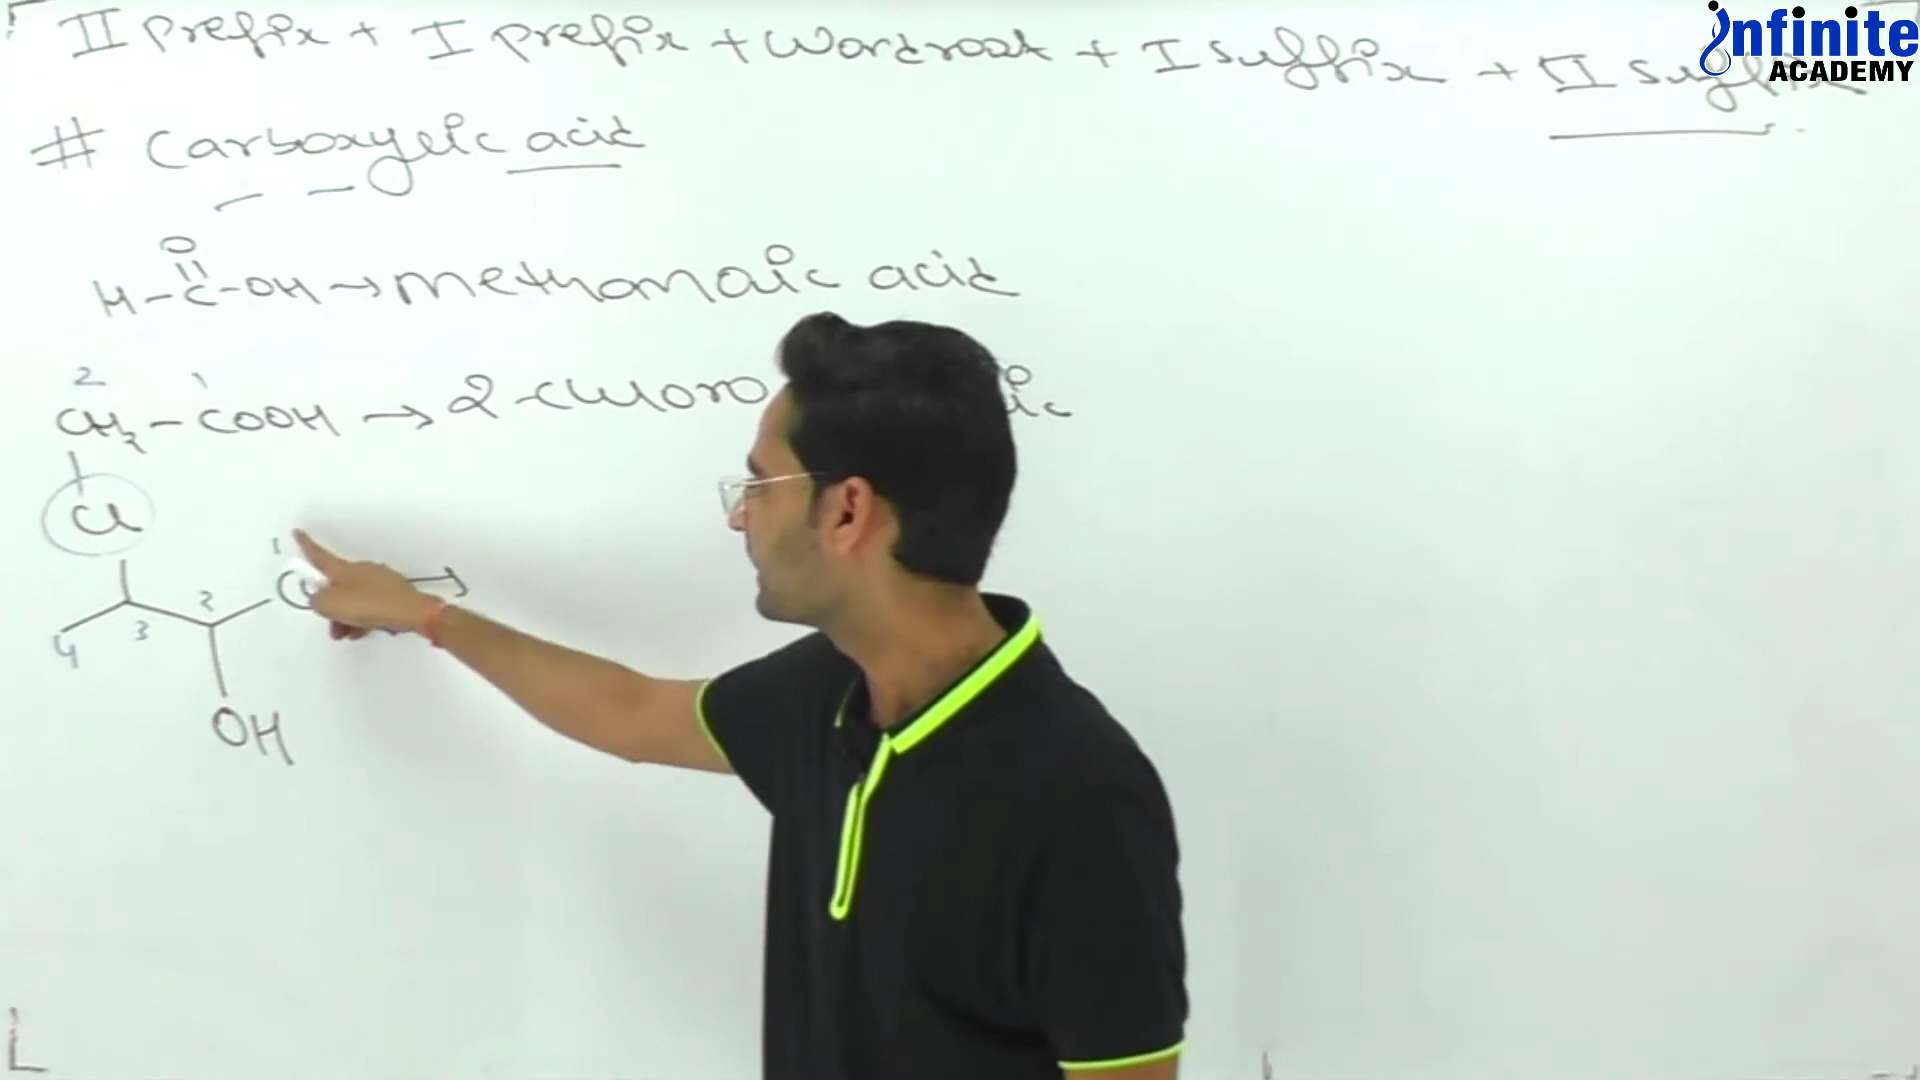 II Prefix + I prefix + Wordroot + I suffix + II suffix
infinite
ACADEMY
# Carboxylic acid
O
H-C-OH → Methanoic acid
2 1
CH2 - COOH → 2-Chloro
Cl
1
2
4 3
OH